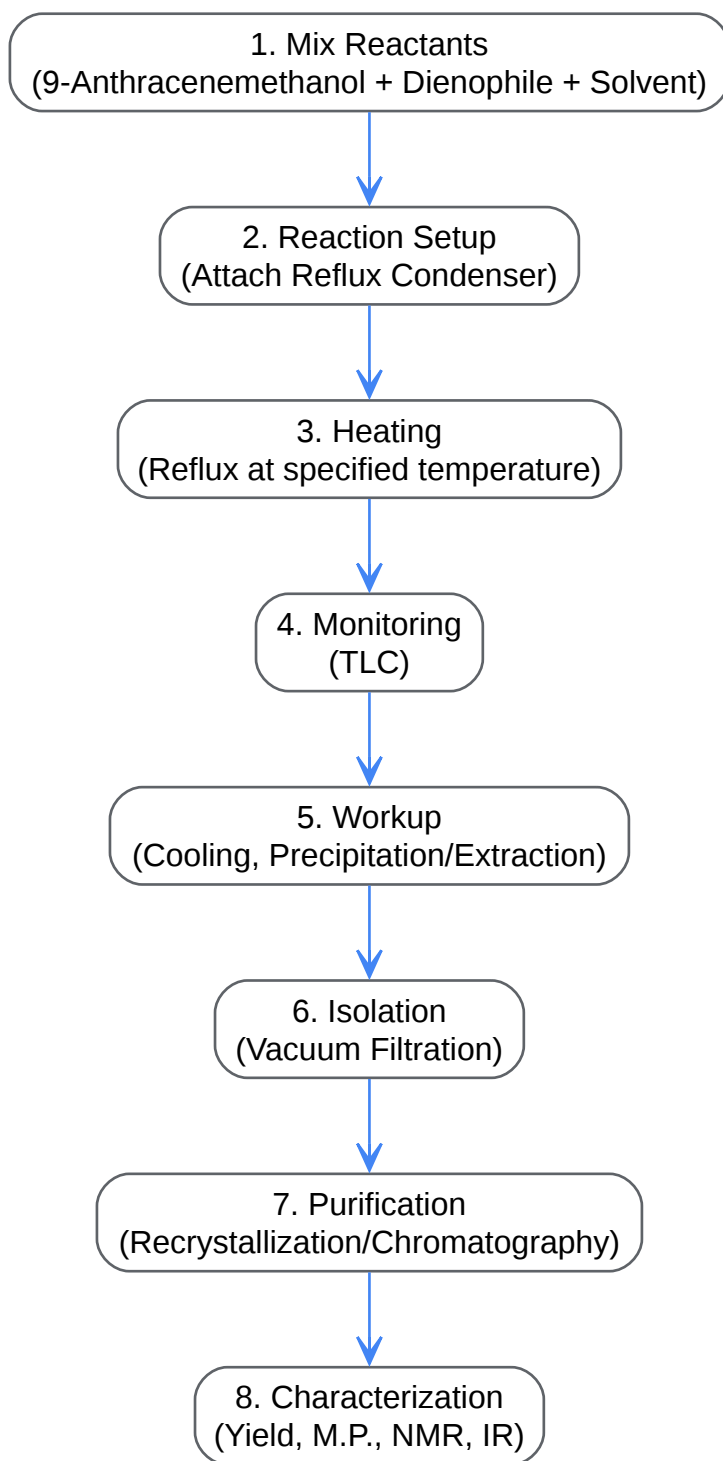 1. Mix Reactants
(9-Anthracenemethanol + Dienophile + Solvent)
2. Reaction Setup
(Attach Reflux Condenser)
3. Heating
(Reflux at specified temperature)
4. Monitoring
(TLC)
5. Workup
(Cooling, Precipitation/Extraction)
6. Isolation
(Vacuum Filtration)
7. Purification
(Recrystallization/Chromatography)
8. Characterization
(Yield, M.P., NMR, IR)